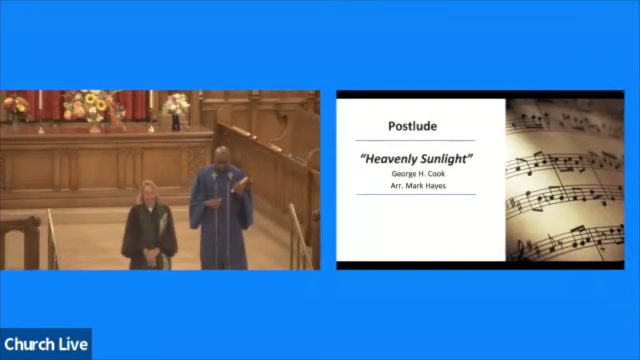 Postlude
“Heavenly Sunlight”
George H. Cook
Arr. Mark Hayes
Church Live